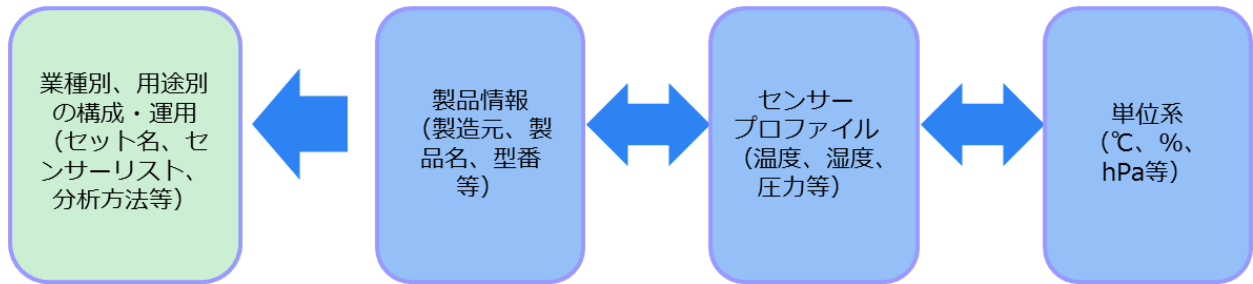 業種別、用途別
の構成・運用
（セット名、セ
ンサーリスト、
分析方法等）
製品情報
（製造元、製
品名、型番
等）
センサー
プロファイル
（温度、湿度、
圧力等）
単位系
（℃、%、
hPa等）